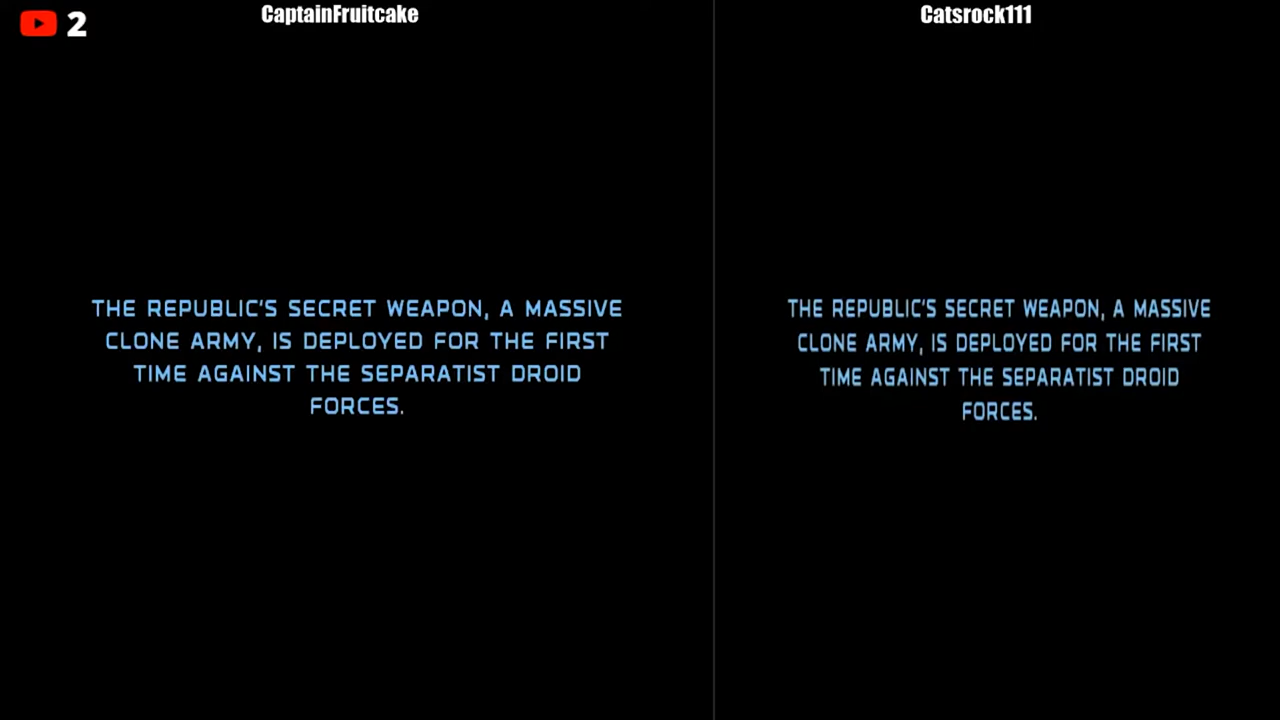 2
CaptainFruitcake
Catsrock111
THE REPUBLIC'S SECRET WEAPON, A MASSIVE
CLONE ARMY, IS DEPLOYED FOR THE FIRST
TIME AGAINST THE SEPARATIST DROID
FORCES.
THE REPUBLIC'S SECRET WEAPON, A MASSIVE
CLONE ARMY, IS DEPLOYED FOR THE FIRST
TIME AGAINST THE SEPARATIST DROID
FORCES.